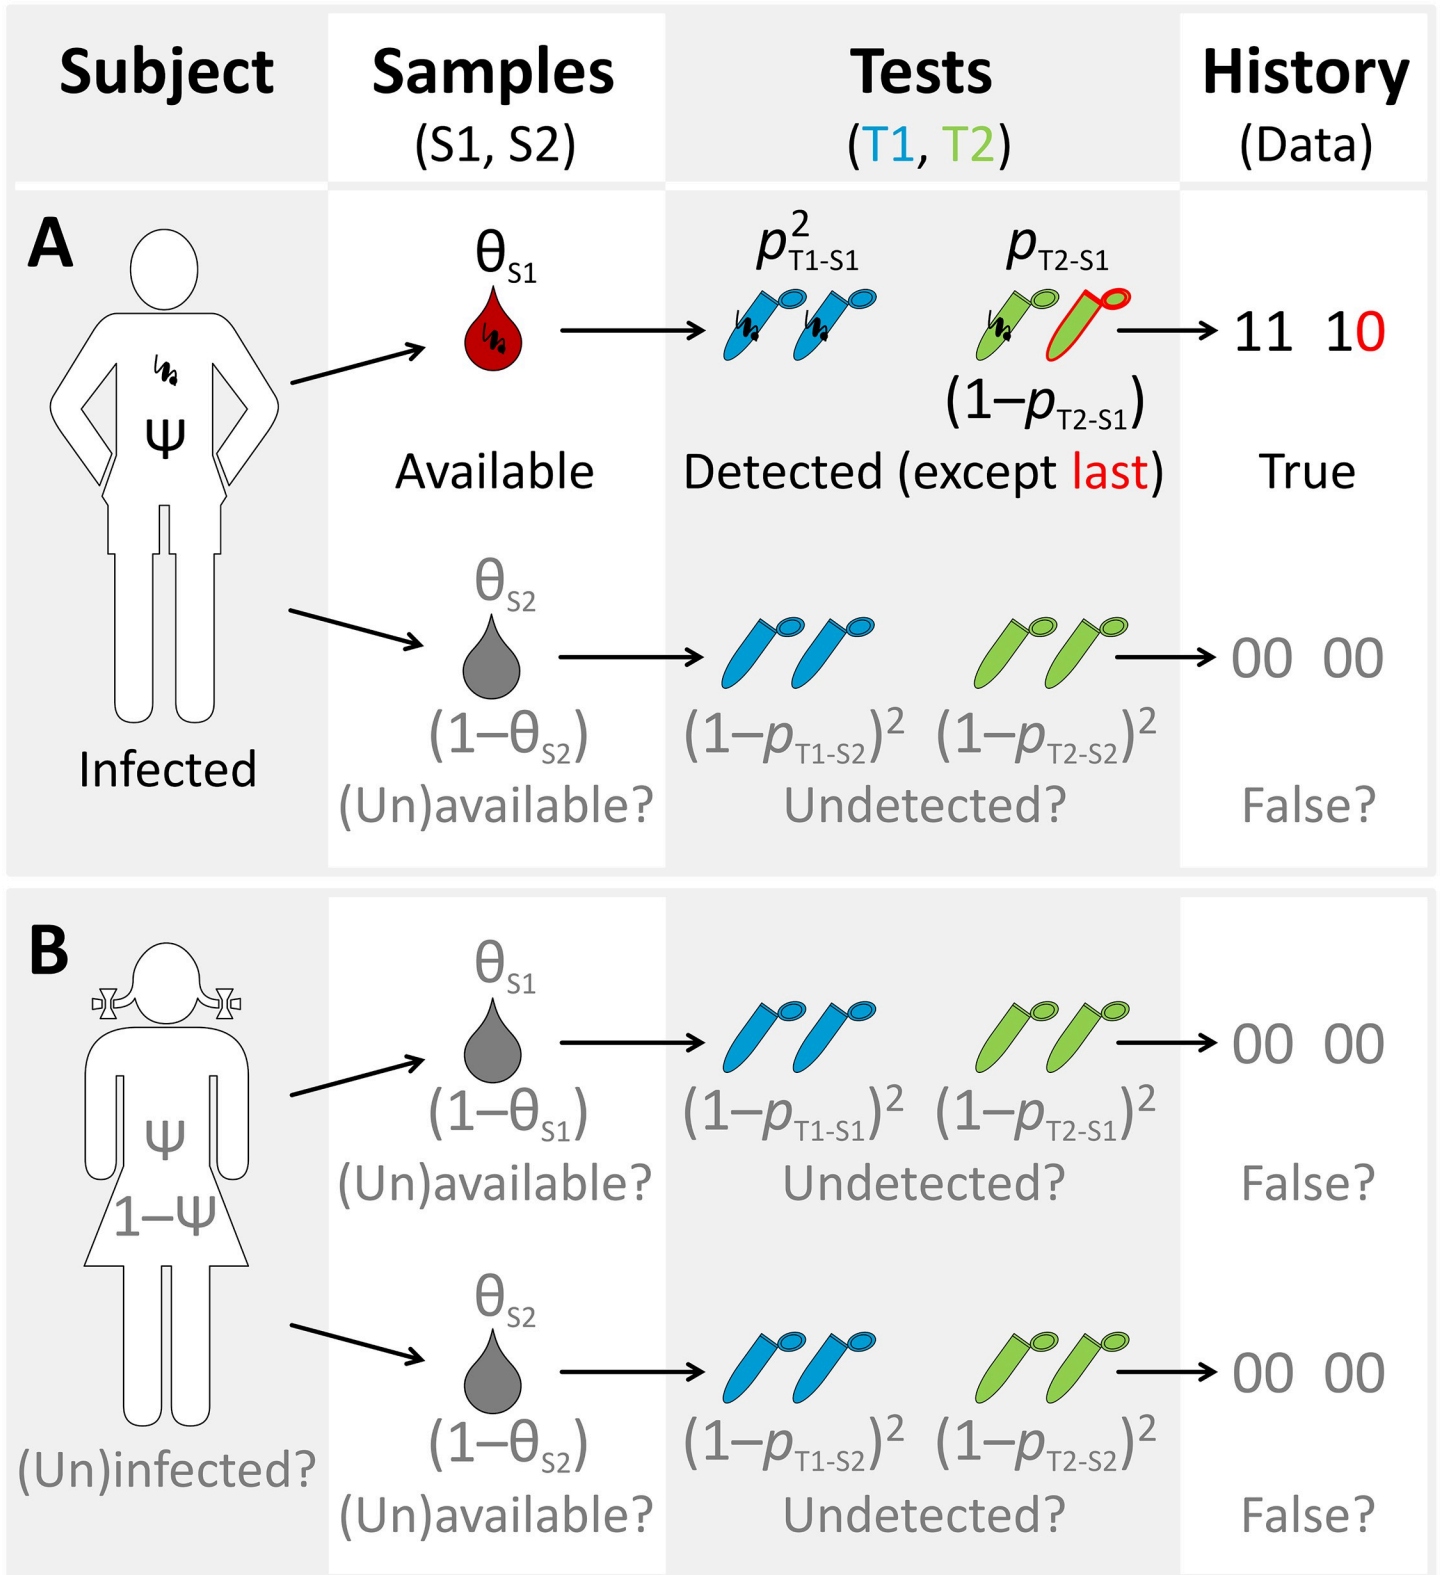 Subject Samples Tests History
(S1, S2) (T1, T2) (Data)
A
θS1 p²T1-S1 pT2-S1
11 10
Ψ
(1–pT2-S1)
Available Detected (except last) True
θS2
00 00
(1–θS2) (1–pT1-S2)² (1–pT2-S2)²
Infected
(Un)available? Undetected? False?
B
θS1
00 00
(1–θS1) (1–pT1-S1)² (1–pT2-S1)²
Ψ
(Un)available? Undetected? False?
1–Ψ
θS2
00 00
(1–θS2) (1–pT1-S2)² (1–pT2-S2)²
(Un)infected?
(Un)available? Undetected? False?